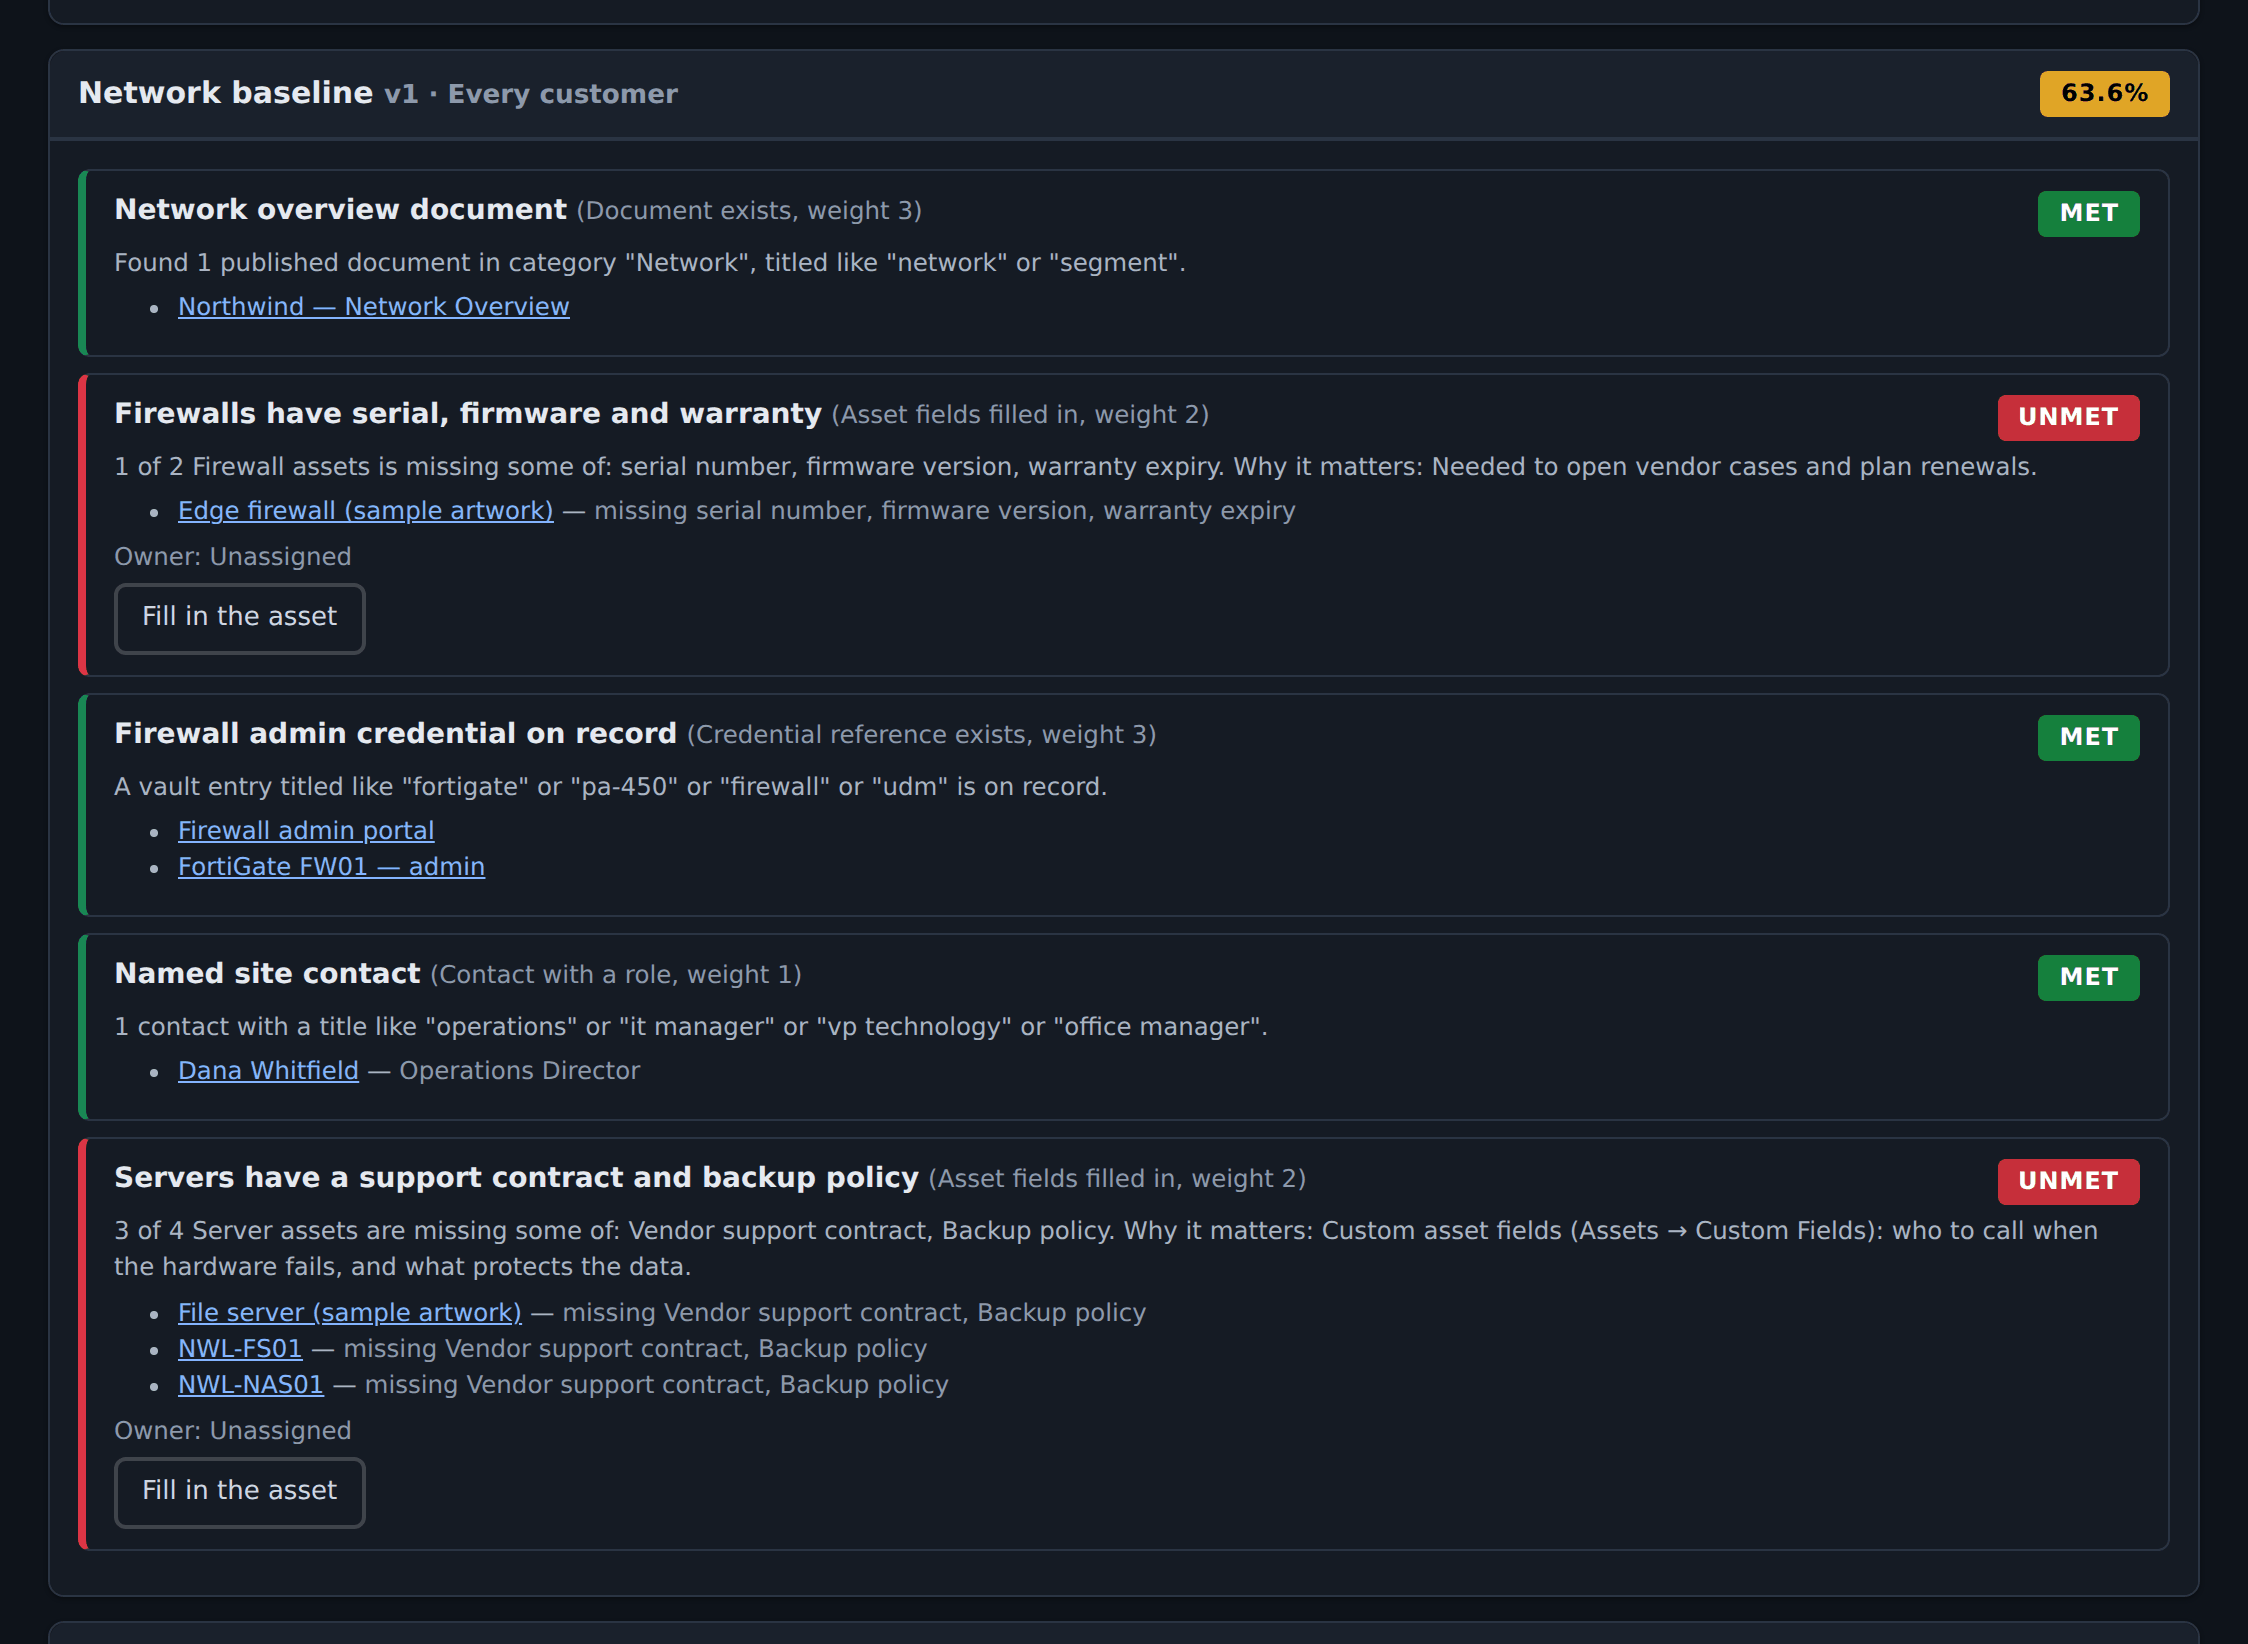 Network baseline v1 · Every customer
63.6%
Network overview document (Document exists, weight 3)
MET
Found 1 published document in category "Network", titled like "network" or "segment".
Northwind — Network Overview
Firewalls have serial, firmware and warranty (Asset fields filled in, weight 2)
UNMET
1 of 2 Firewall assets is missing some of: serial number, firmware version, warranty expiry. Why it matters: Needed to open vendor cases and plan renewals.
Edge firewall (sample artwork) — missing serial number, firmware version, warranty expiry
Owner: Unassigned
Fill in the asset
Firewall admin credential on record (Credential reference exists, weight 3)
MET
A vault entry titled like "fortigate" or "pa-450" or "firewall" or "udm" is on record.
Firewall admin portal
FortiGate FW01 — admin
Named site contact (Contact with a role, weight 1)
MET
1 contact with a title like "operations" or "it manager" or "vp technology" or "office manager".
Dana Whitfield — Operations Director
Servers have a support contract and backup policy (Asset fields filled in, weight 2)
UNMET
3 of 4 Server assets are missing some of: Vendor support contract, Backup policy. Why it matters: Custom asset fields (Assets → Custom Fields): who to call when
the hardware fails, and what protects the data.
File server (sample artwork) — missing Vendor support contract, Backup policy
NWL-FS01 — missing Vendor support contract, Backup policy
NWL-NAS01 — missing Vendor support contract, Backup policy
Owner: Unassigned
Fill in the asset